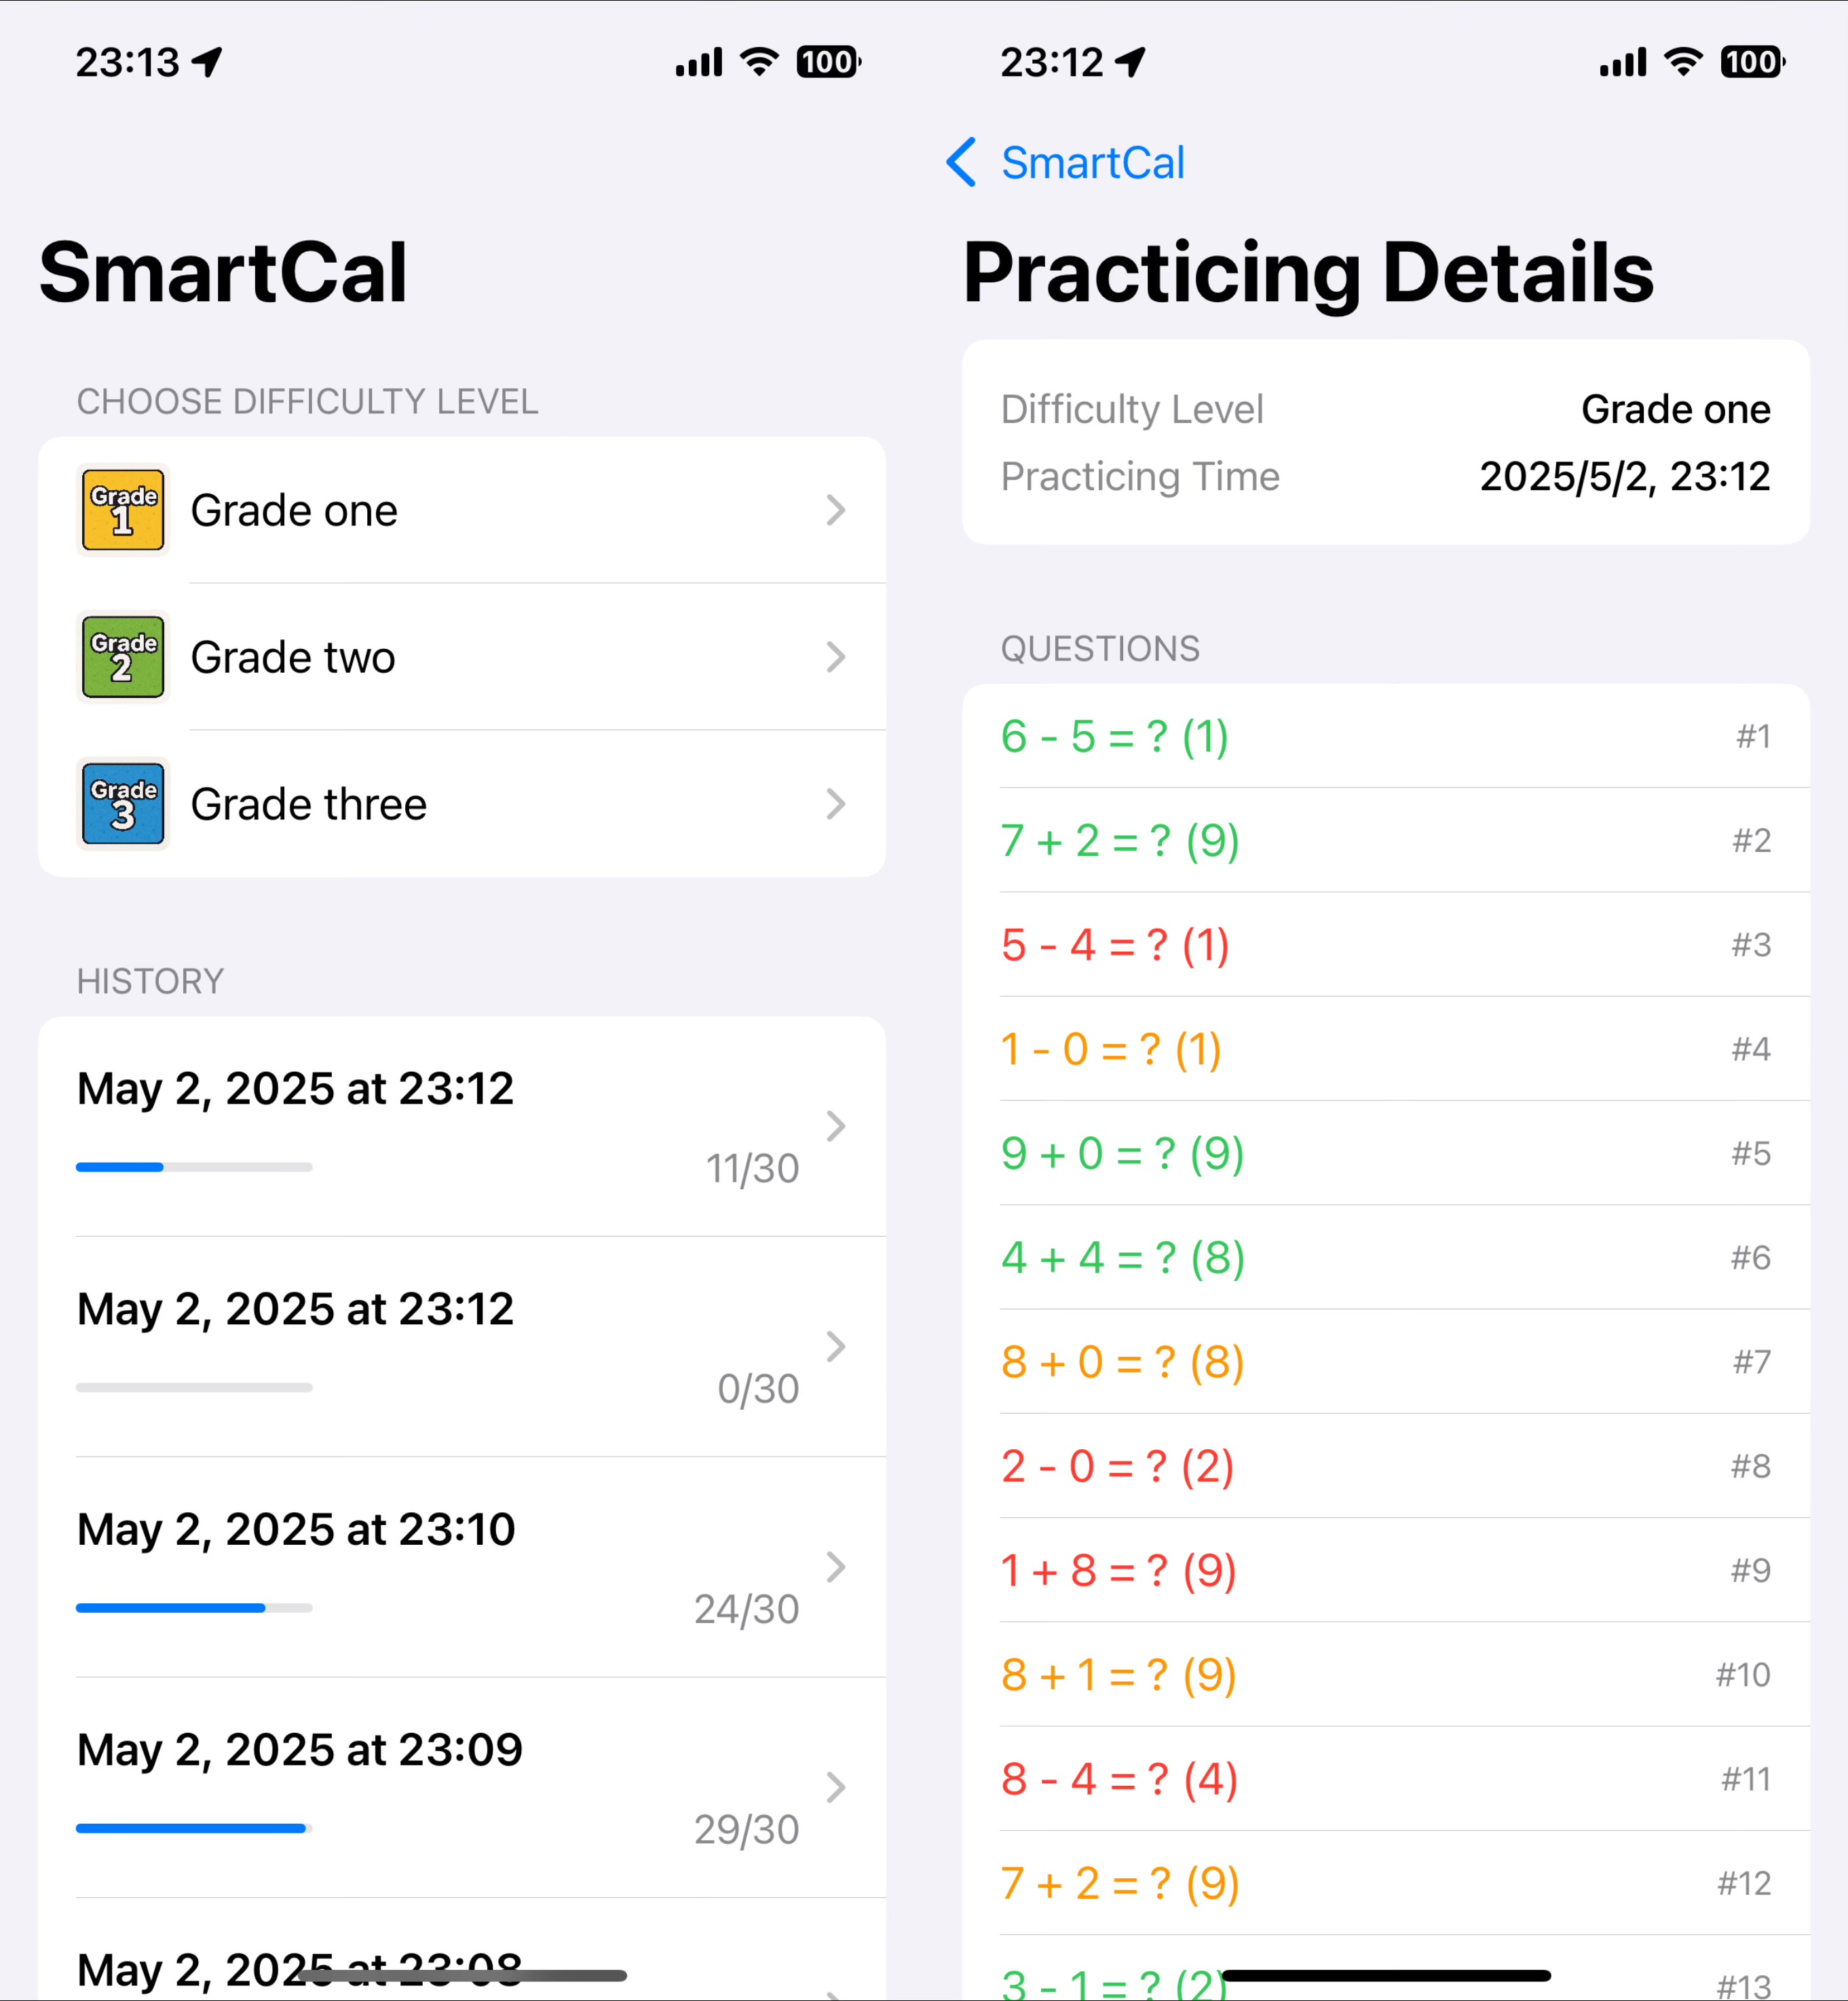 23:13
100
SmartCal
CHOOSE DIFFICULTY LEVEL
Grade
1
Grade one
Grade
2
Grade two
Grade
3
Grade three
HISTORY
May 2, 2025 at 23:12
11/30
May 2, 2025 at 23:12
0/30
May 2, 2025 at 23:10
24/30
May 2, 2025 at 23:09
29/30
May 2, 2025 at 23:08
23:12
100
SmartCal
Practicing Details
Difficulty Level Grade one
Practicing Time 2025/5/2, 23:12
QUESTIONS
6 - 5 = ? (1) #1
7 + 2 = ? (9) #2
5 - 4 = ? (1) #3
1 - 0 = ? (1) #4
9 + 0 = ? (9) #5
4 + 4 = ? (8) #6
8 + 0 = ? (8) #7
2 - 0 = ? (2) #8
1 + 8 = ? (9) #9
8 + 1 = ? (9) #10
8 - 4 = ? (4) #11
7 + 2 = ? (9) #12
3 - 1 = ? (2) #13